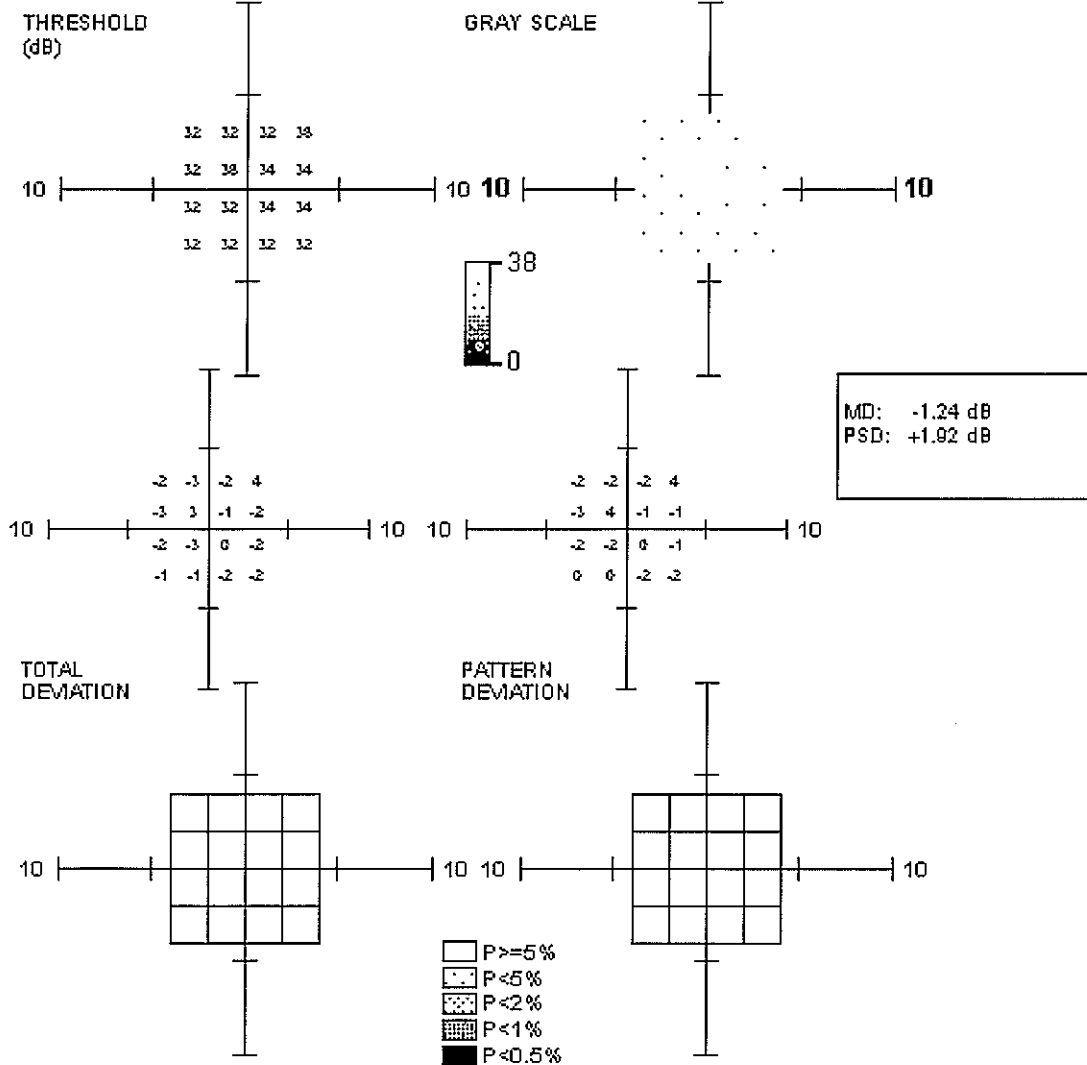 THRESHOLD
(dB)
GRAY SCALE
32 32 32 38
32 38 34 34
10 10 10 10
32 32 34 34
32 32 32 32
38
0
MD: -1.24 dB
PSD: +1.92 dB
-2 -3 -2 4 -2 -2 -2 4
-3 3 -1 -2 -3 4 -1 -1
10 10 10 10
-2 -3 0 -2 -2 -2 0 -1
-1 -1 -2 -2 0 0 -2 -2
TOTAL
DEVIATION
PATTERN
DEVIATION
10 10 10 10
P>=5%
P<5%
P<2%
P<1%
P<0.5%